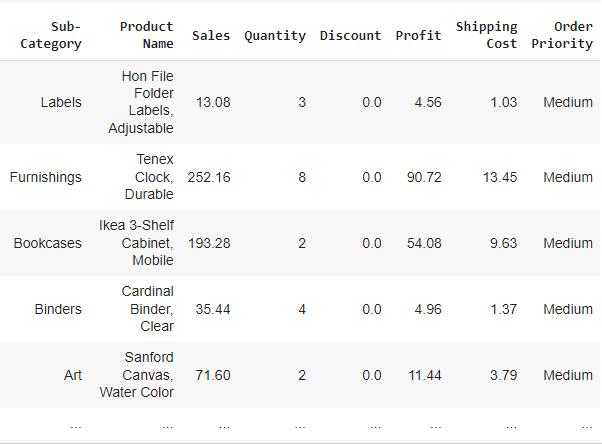 Sub-Category Product Name Sales Quantity Discount Profit Shipping Cost Order Priority
Labels Hon File Folder Labels, Adjustable 13.08 3 0.0 4.56 1.03 Medium
Furnishings Tenex Clock, Durable 252.16 8 0.0 90.72 13.45 Medium
Bookcases Ikea 3-Shelf Cabinet, Mobile 193.28 2 0.0 54.08 9.63 Medium
Binders Cardinal Binder, Clear 35.44 4 0.0 4.96 1.37 Medium
Art Sanford Canvas, Water Color 71.60 2 0.0 11.44 3.79 Medium
... ... ... ... ... ... ... ...